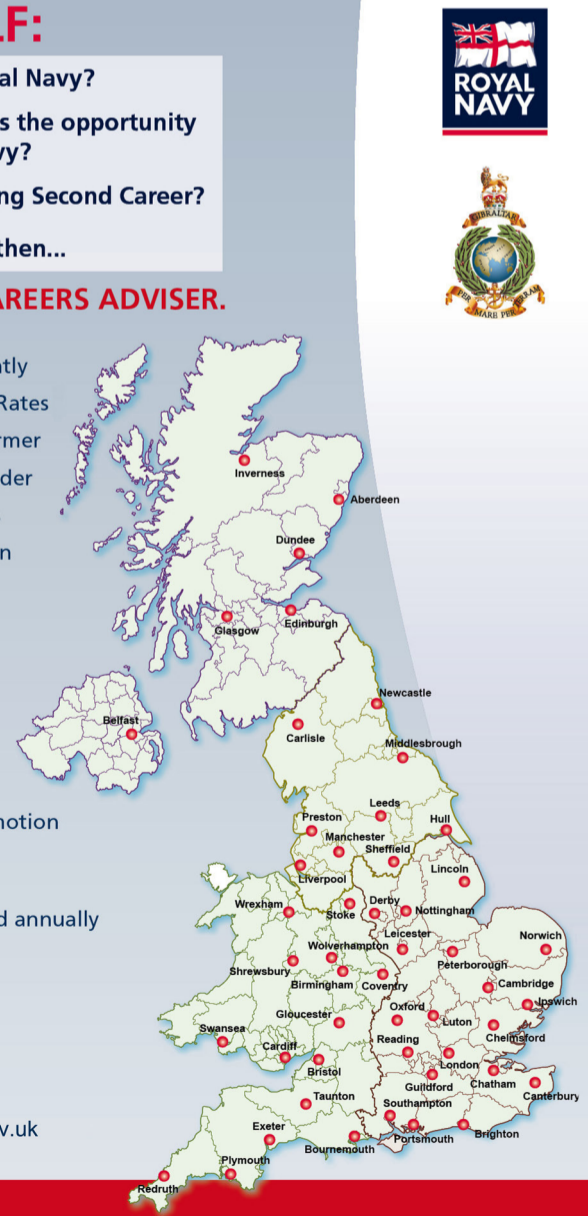 LF:
al Navy?
s the opportunity
vy?
ng Second Career?
then...
AREERS ADVISER.
ROYAL
NAVY
GIBRALTAR
PER MARE PER TERRAM
tly
Rates
rmer
der
n
Inverness
Aberdeen
Dundee
Edinburgh
Glasgow
Newcastle
Belfast
Carlisle
Middlesbrough
Leeds
Preston
Hull
notion
Manchester
Sheffield
Lincoln
Liverpool
Wrexham
Derby
Stoke
Nottingham
d annually
Leicester
Norwich
Wolverhampton
Peterborough
Shrewsbury
Birmingham
Coventry
Cambridge
Ipswich
Oxford
Gloucester
Luton
Swansea
Reading
Chelmsford
Cardiff
London
Bristol
Guildford
Chatham
Canterbury
Taunton
Southampton
v.uk
Exeter
Portsmouth
Brighton
Bournemouth
Plymouth
Redruth